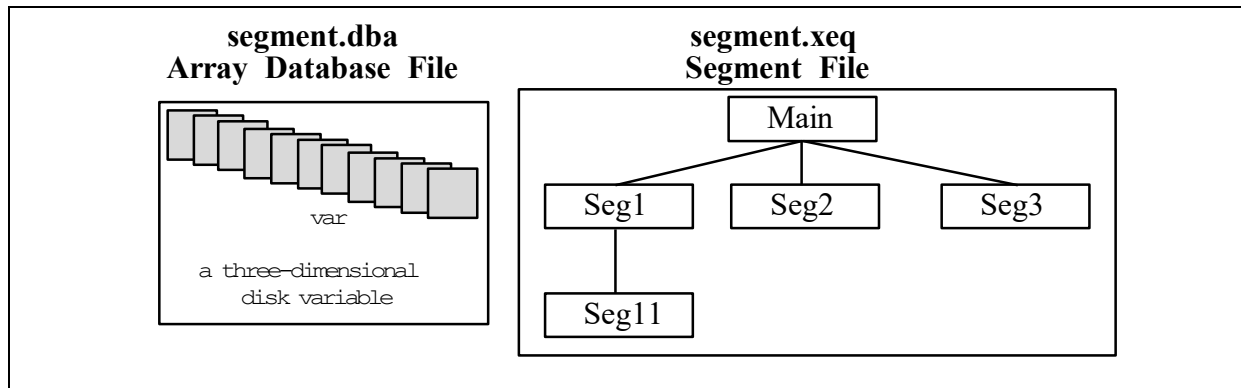 segment.dba
Array Database File
var
a three-dimensional
disk variable
segment.xeq
Segment File
Main
Seg1
Seg2
Seg3
Seg11